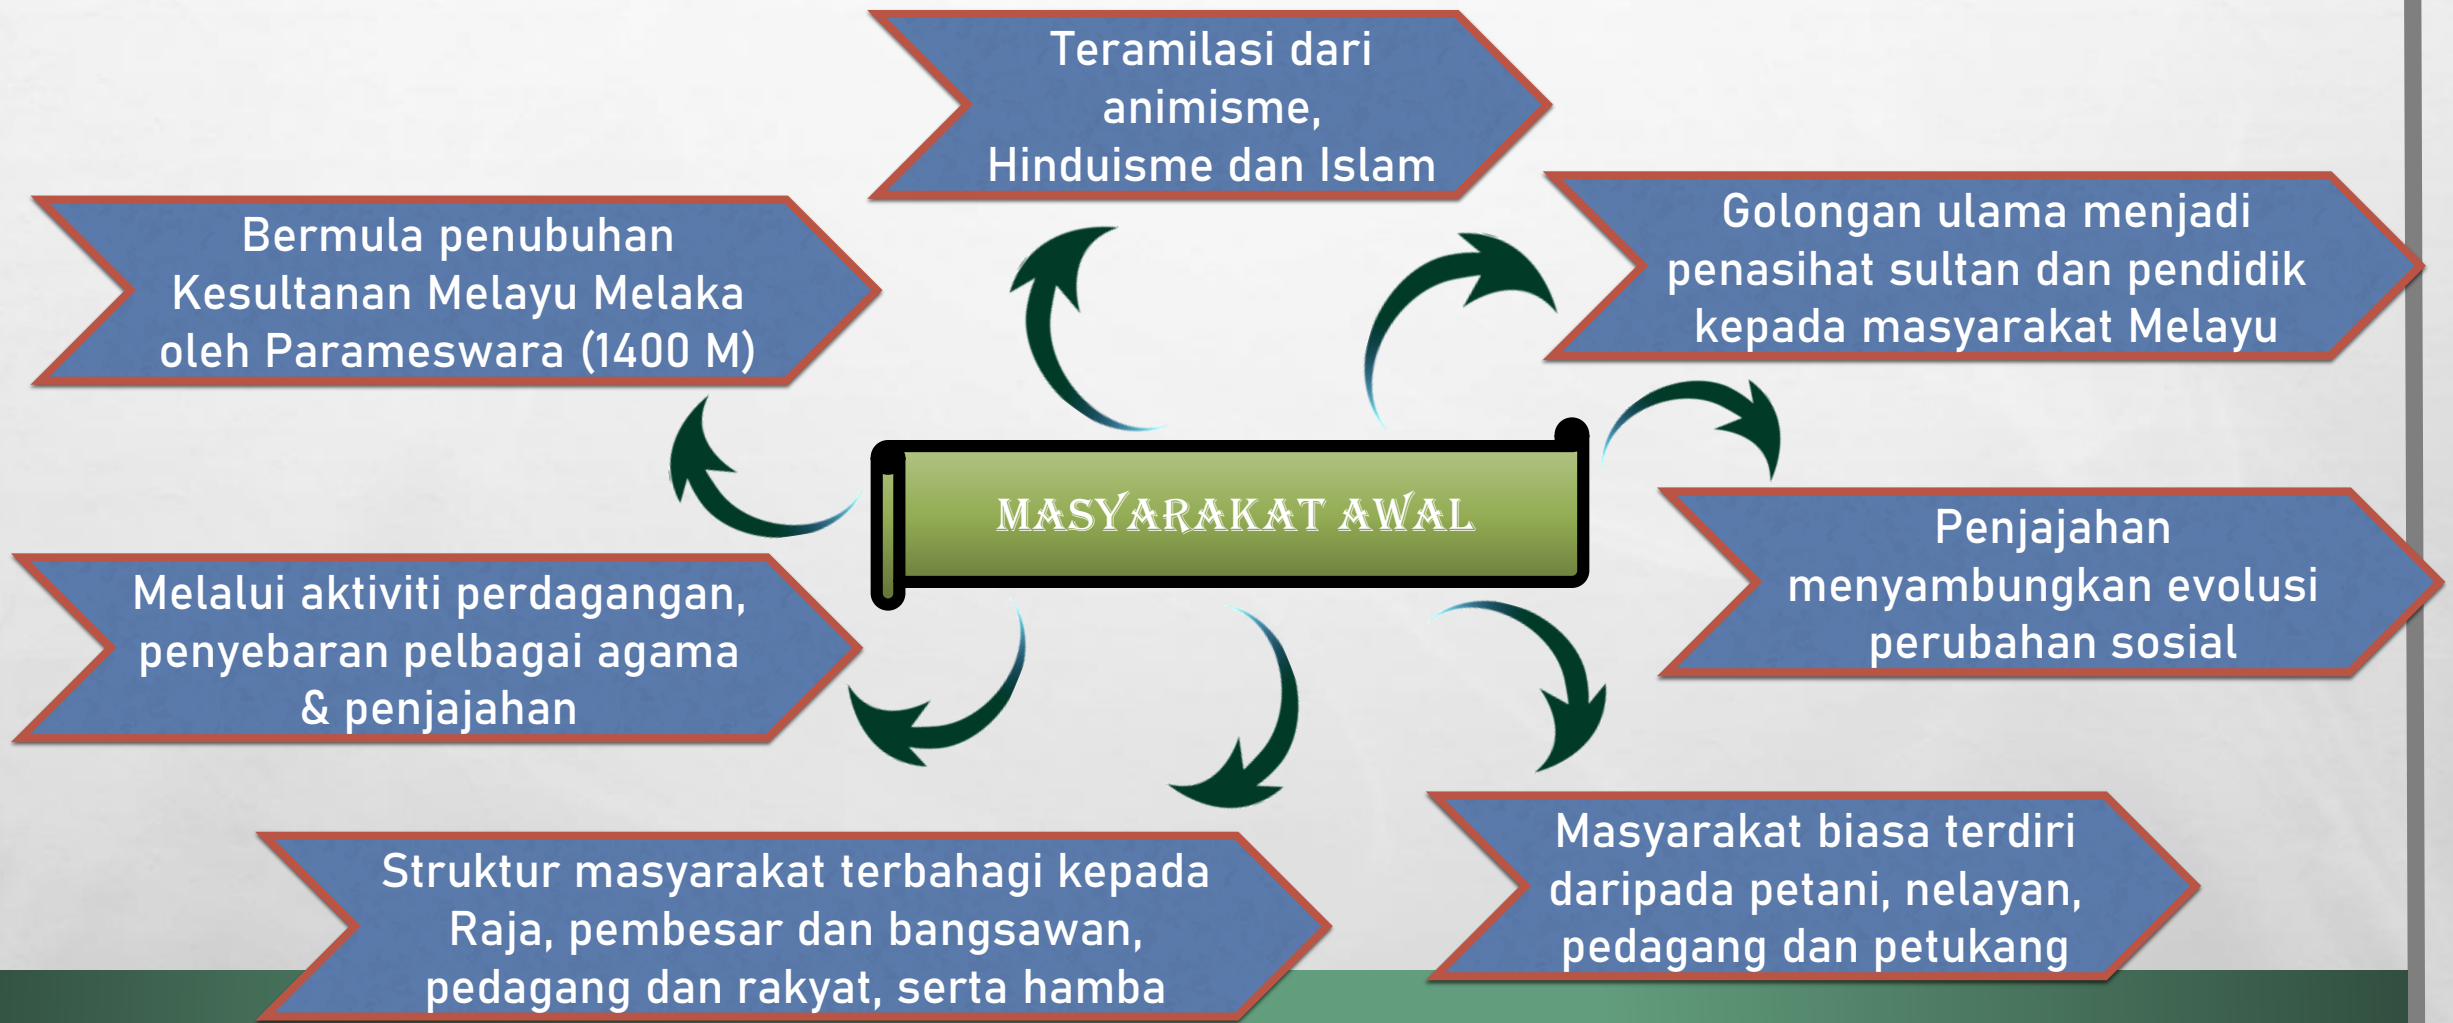 Teramilasi dari
animisme,
Hinduisme dan Islam
Bermula penubuhan
Kesultanan Melayu Melaka
oleh Parameswara (1400 M)
Golongan ulama menjadi
penasihat sultan dan pendidik
kepada masyarakat Melayu
MASYARAKAT AWAL
Melalui aktiviti perdagangan,
penyebaran pelbagai agama
& penjajahan
Penjajahan
menyambungkan evolusi
perubahan sosial
Struktur masyarakat terbahagi kepada
Raja, pembesar dan bangsawan,
pedagang dan rakyat, serta hamba
Masyarakat biasa terdiri
daripada petani, nelayan,
pedagang dan petukang